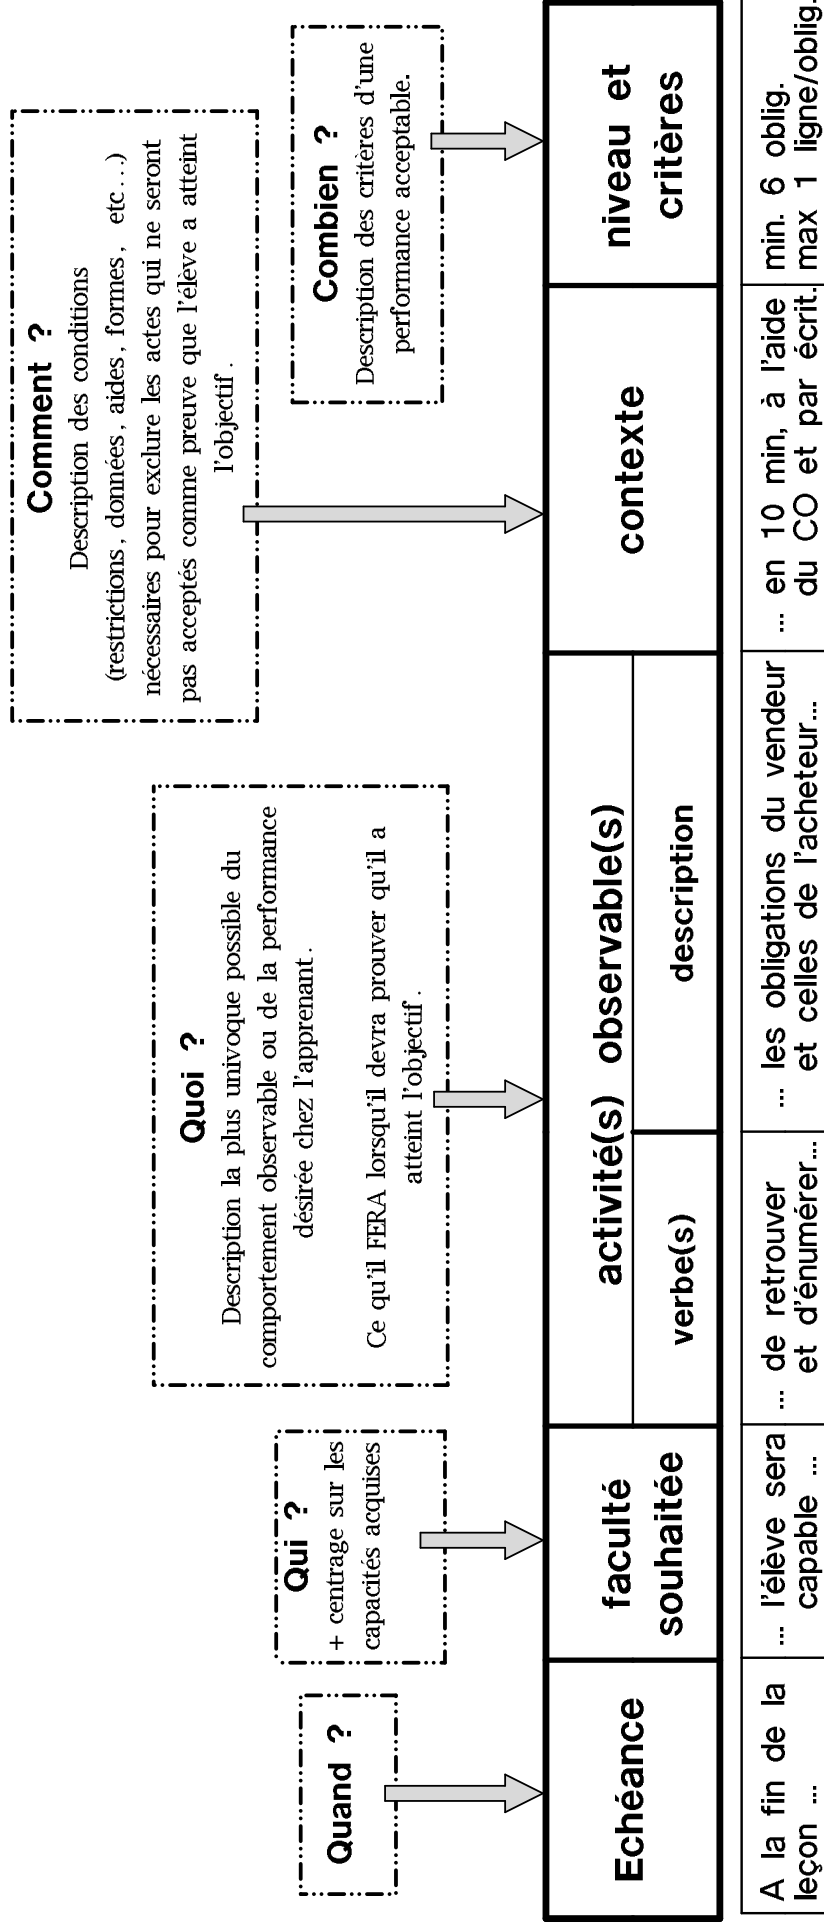 Quand ?
Qui ?
+ centrage sur les
capacités acquises
Quoi ?
Description la plus univoque possible du
comportement observable ou de la performance
désirée chez l'apprenant.
Ce qu'il FERA lorsqu'il devra prouver qu'il a
atteint l'objectif.
Comment ?
Description des conditions
(restrictions, données, aides, formes, etc...)
nécessaires pour exclure les actes qui ne seront
pas acceptés comme preuve que l'élève a atteint
l'objectif.
Combien ?
Description des critères d'une
performance acceptable.
Echéance
faculté
souhaitée
activité(s) observable(s)
verbe(s)
description
contexte
niveau et
critères
A la fin de la
leçon ...
... l'élève sera
capable ...
... de retrouver
et d'énumérer...
... les obligations du vendeur
et celles de l'acheteur...
... en 10 min, à l'aide
du CO et par écrit.
min. 6 oblig.
max 1 ligne/oblig.